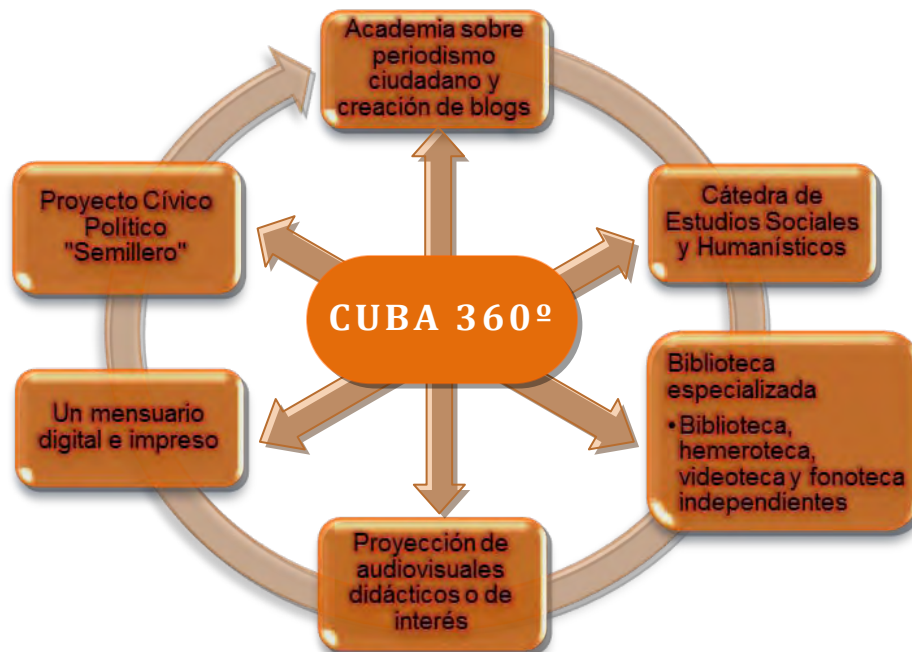 Academia sobre
periodismo
ciudadano y
creación de blogs
Proyecto Cívico
Político
"Semillero"
Cátedra de
Estudios Sociales
y Humanísticos
CUBA 360º
Un mensuario
digital e impreso
Biblioteca
especializada
•Biblioteca,
hemeroteca,
videoteca y fonoteca
independientes
Proyección de
audiovisuales
didácticos o de
interés